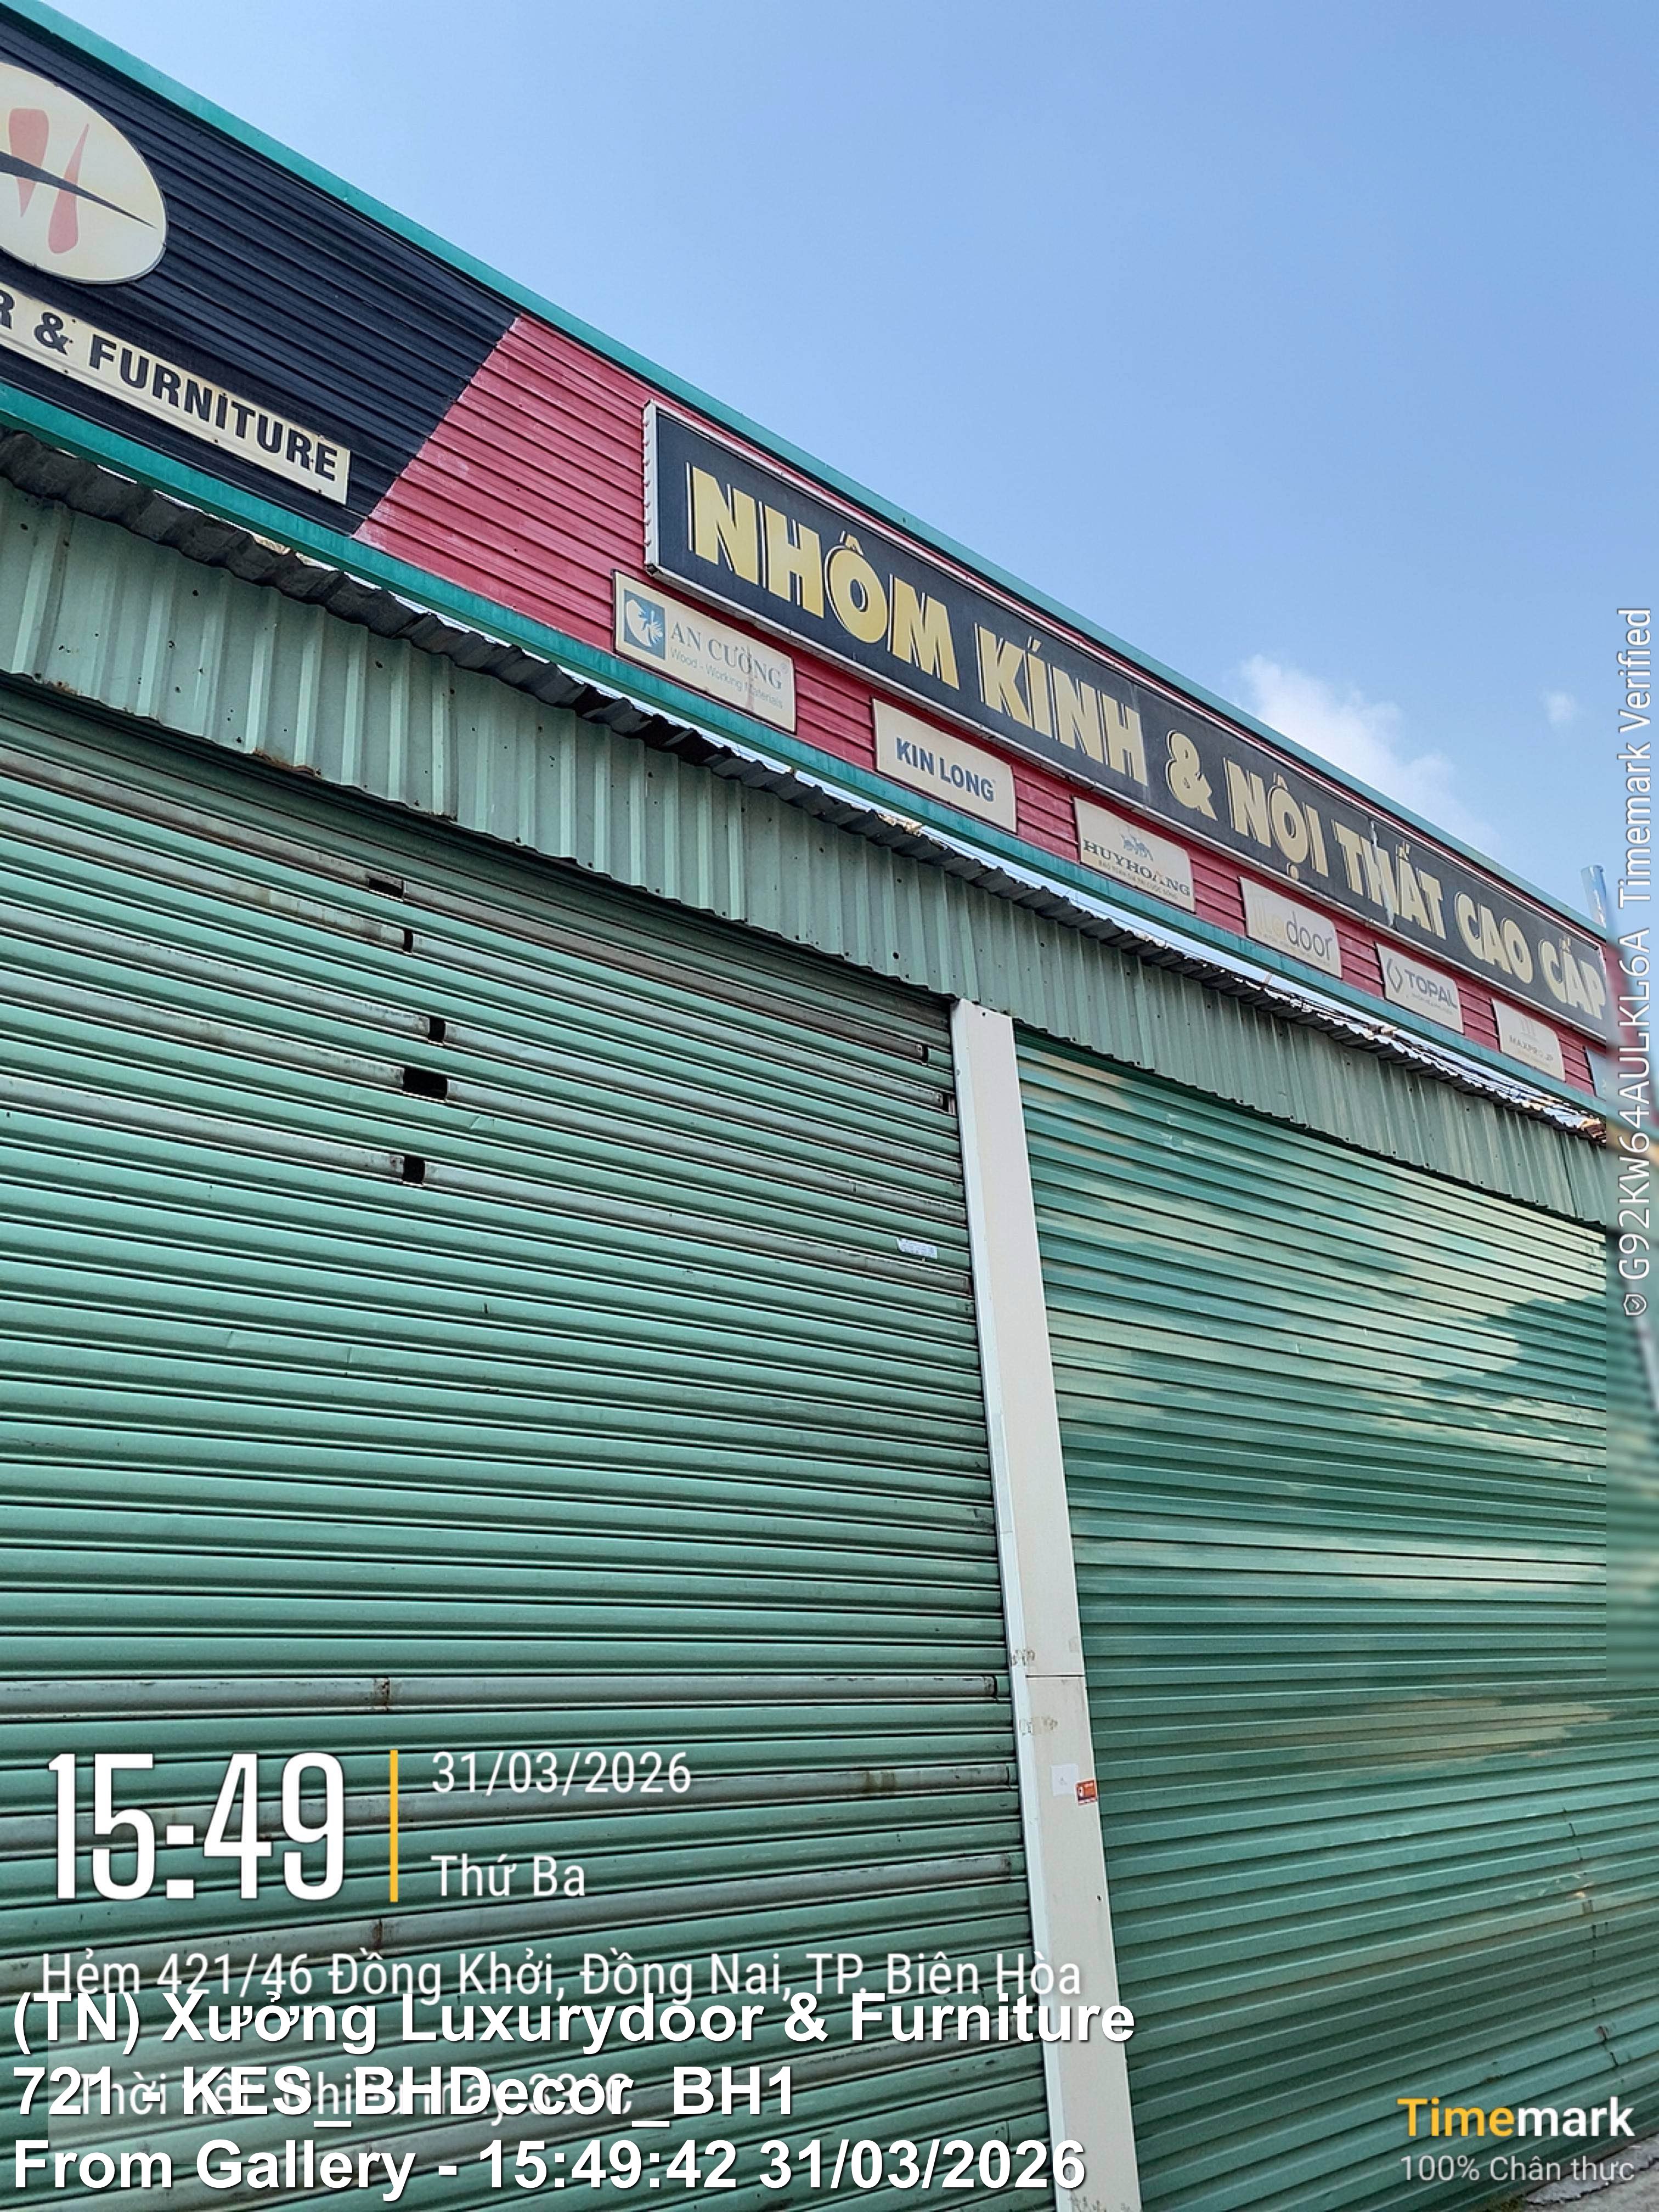 R & FURNITURE
NHÔM KÍNH & NỘI THẤT CAO CẤP
AN CƯỜNG
Wood - Working Materials
KIN LONG
HUY HOÀNG
door
TOPAL
G92KW64AULKL6A Timemark Verified
15:49
31/03/2026
Thứ Ba
Hẻm 421/46 Đồng Khởi, Đồng Nai, TP. Biên Hòa
(TN) Xưởng Luxurydoor & Furniture
721 - KES_BHDecor_BH1
From Gallery - 15:49:42 31/03/2026
Timemark
100% Chân thực